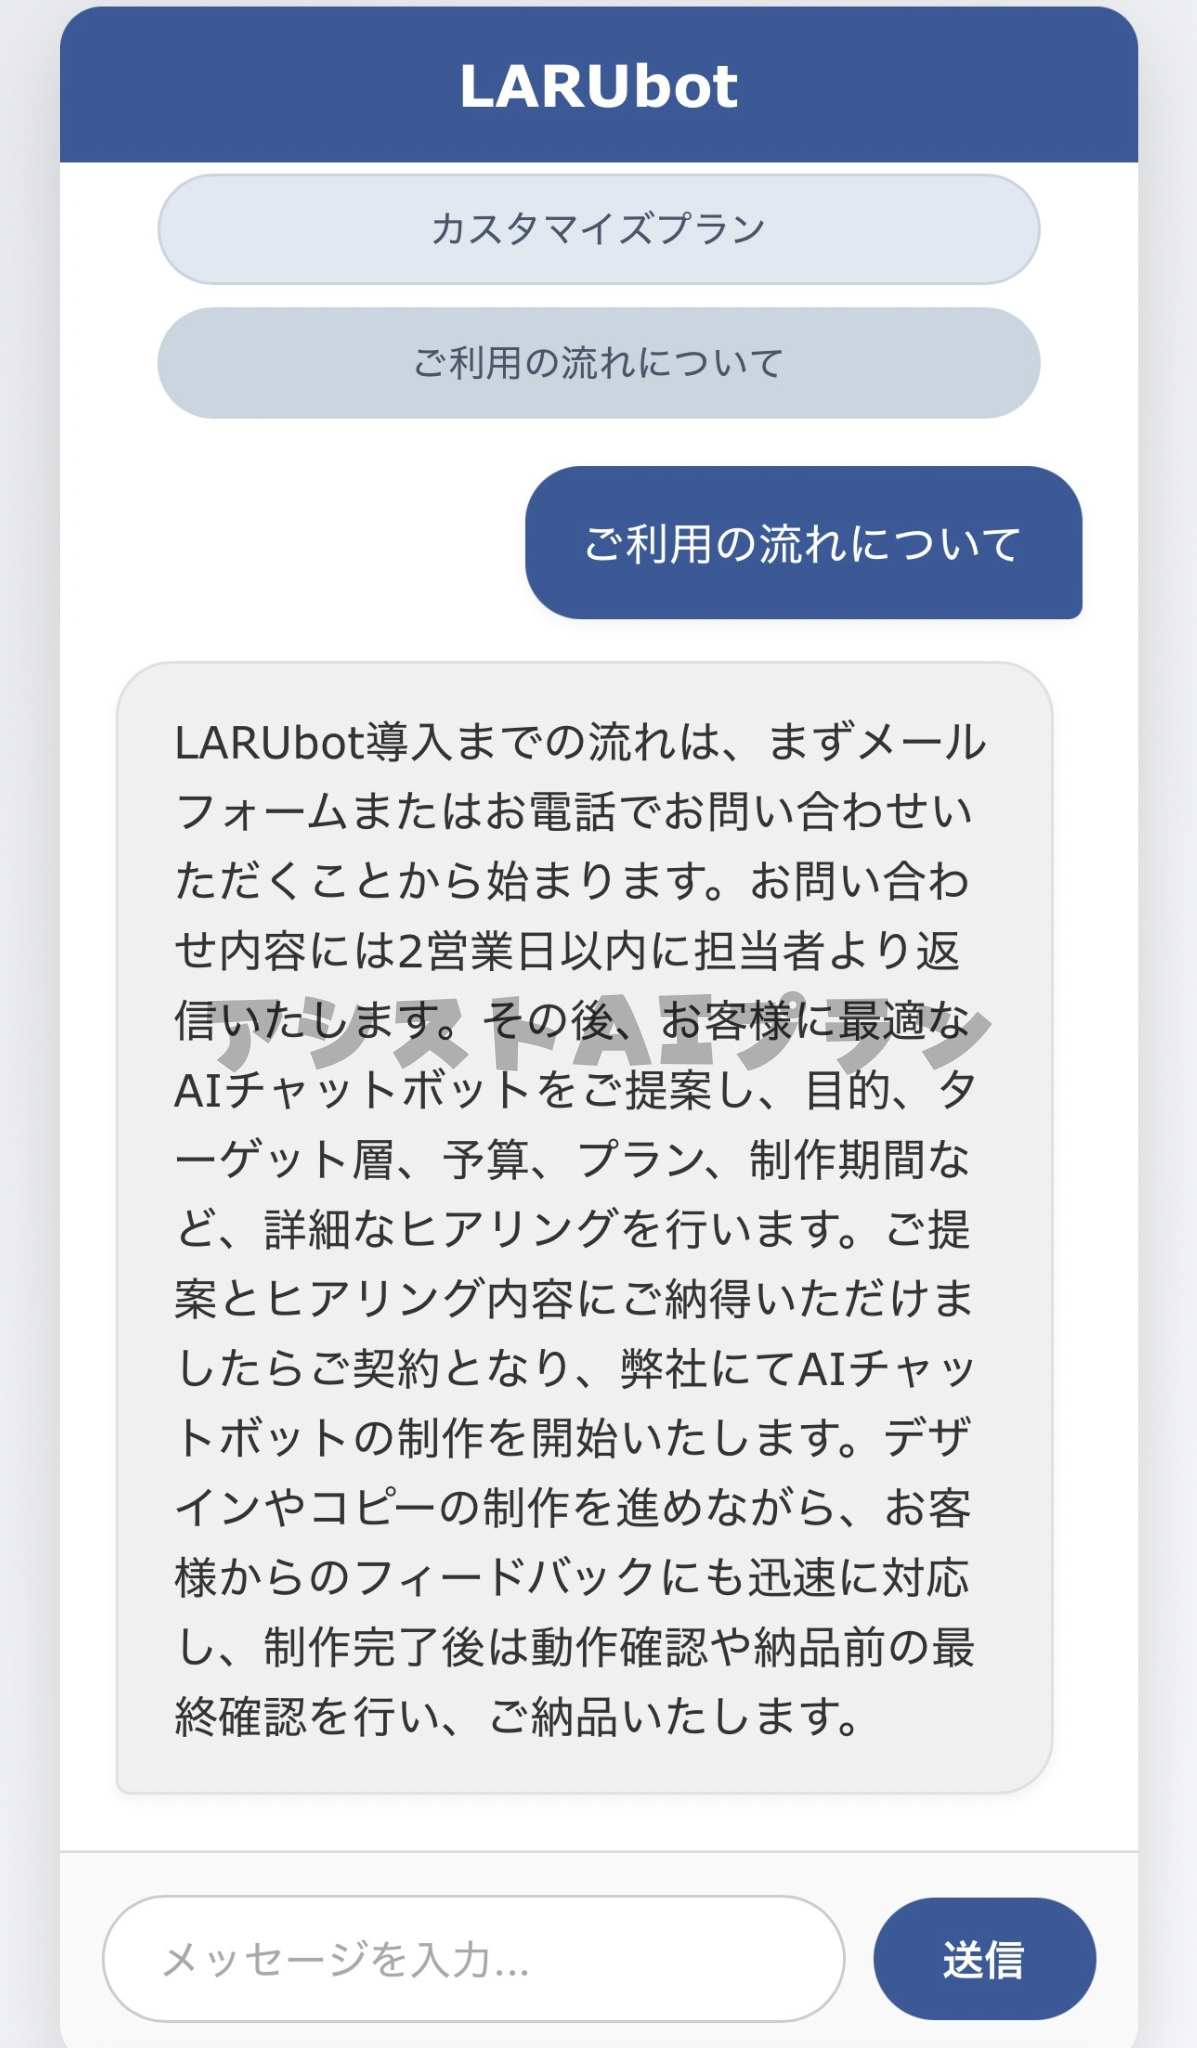 LARUbot
カスタマイズプラン
ご利用の流れについて
ご利用の流れについて
LARUbot導入までの流れは、まずメール
フォームまたはお電話でお問い合わせい
ただくことから始まります。お問い合わ
せ内容には2営業日以内に担当者より返
信いたします。その後、お客様に最適な
アシストAIプラン
AIチャットボットをご提案し、目的、タ
ーゲット層、予算、プラン、制作期間な
ど、詳細なヒアリングを行います。ご提
案とヒアリング内容にご納得いただけま
したらご契約となり、弊社にてAIチャッ
トボットの制作を開始いたします。デザ
インやコピーの制作を進めながら、お客
様からのフィードバックにも迅速に対応
し、制作完了後は動作確認や納品前の最
終確認を行い、ご納品いたします。
メッセージを入力...
送信